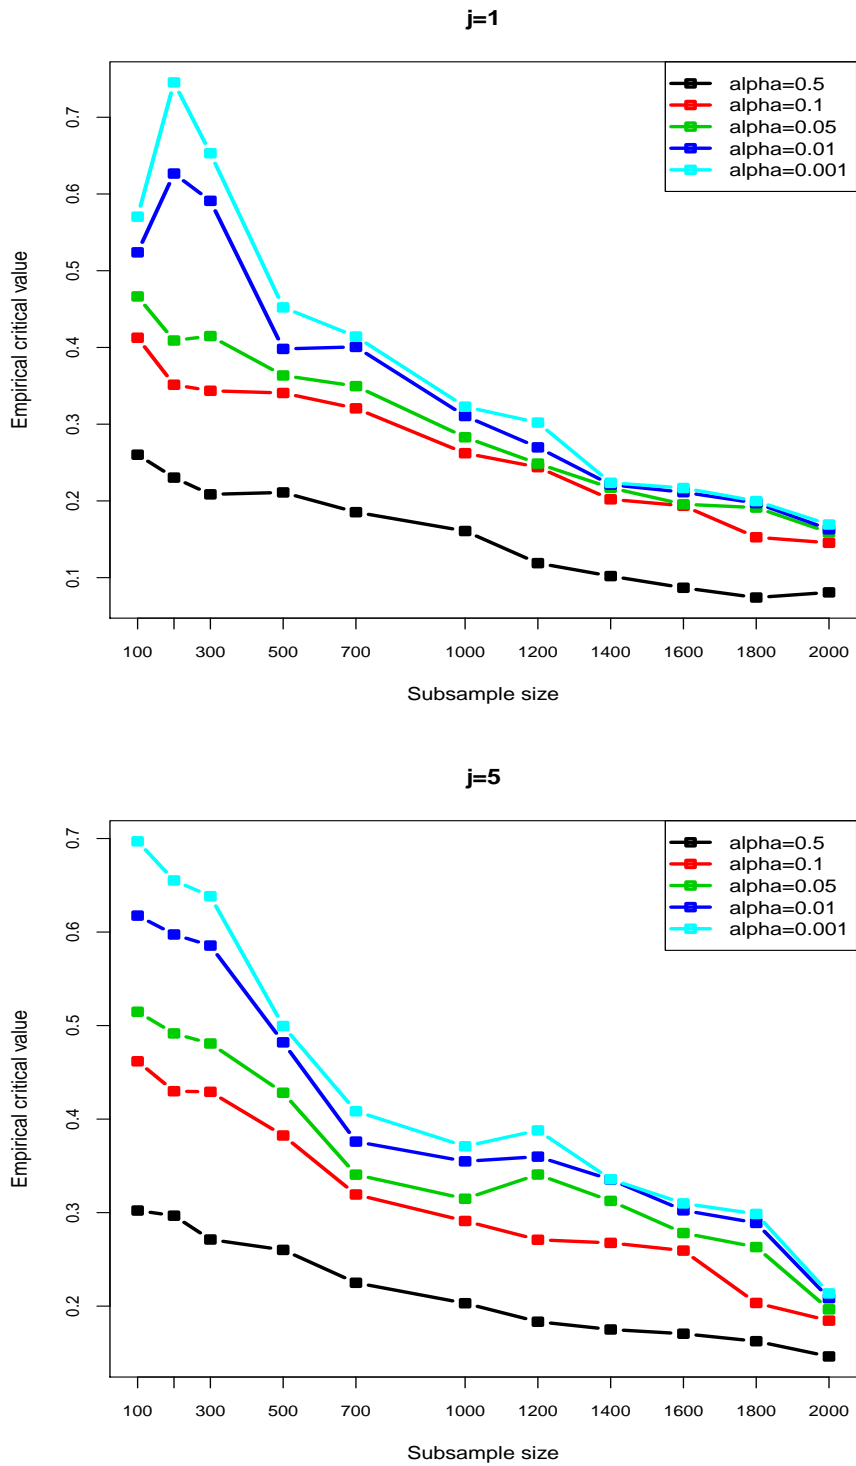 j=1
alpha=0.5
alpha=0.1
alpha=0.05
alpha=0.01
alpha=0.001
Empirical critical value
0.7
0.6
0.5
0.4
0.3
0.2
0.1
100 300 500 700 1000 1200 1400 1600 1800 2000
Subsample size
j=5
alpha=0.5
alpha=0.1
alpha=0.05
alpha=0.01
alpha=0.001
Empirical critical value
0.7
0.6
0.5
0.4
0.3
0.2
100 300 500 700 1000 1200 1400 1600 1800 2000
Subsample size